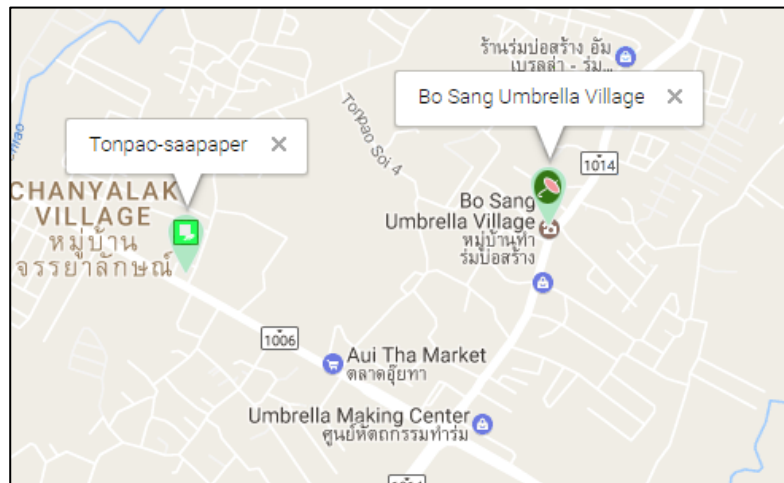 ร้านร่มบ่อสร้าง อัม
เบรลล่า - ร่ม...
Bo Sang Umbrella Village
Tonpao Soi 4
Tonpao-saapaper
1014
CHANYALAK
VILLAGE
หมู่บ้าน
จรรยาลักษณ์
Bo Sang
Umbrella Village
หมู่บ้านทำ
ร่มบ่อสร้าง
1006
Aui Tha Market
ตลาดอุ๊ยทา
Umbrella Making Center
ศูนย์หัตถกรรมทำร่ม